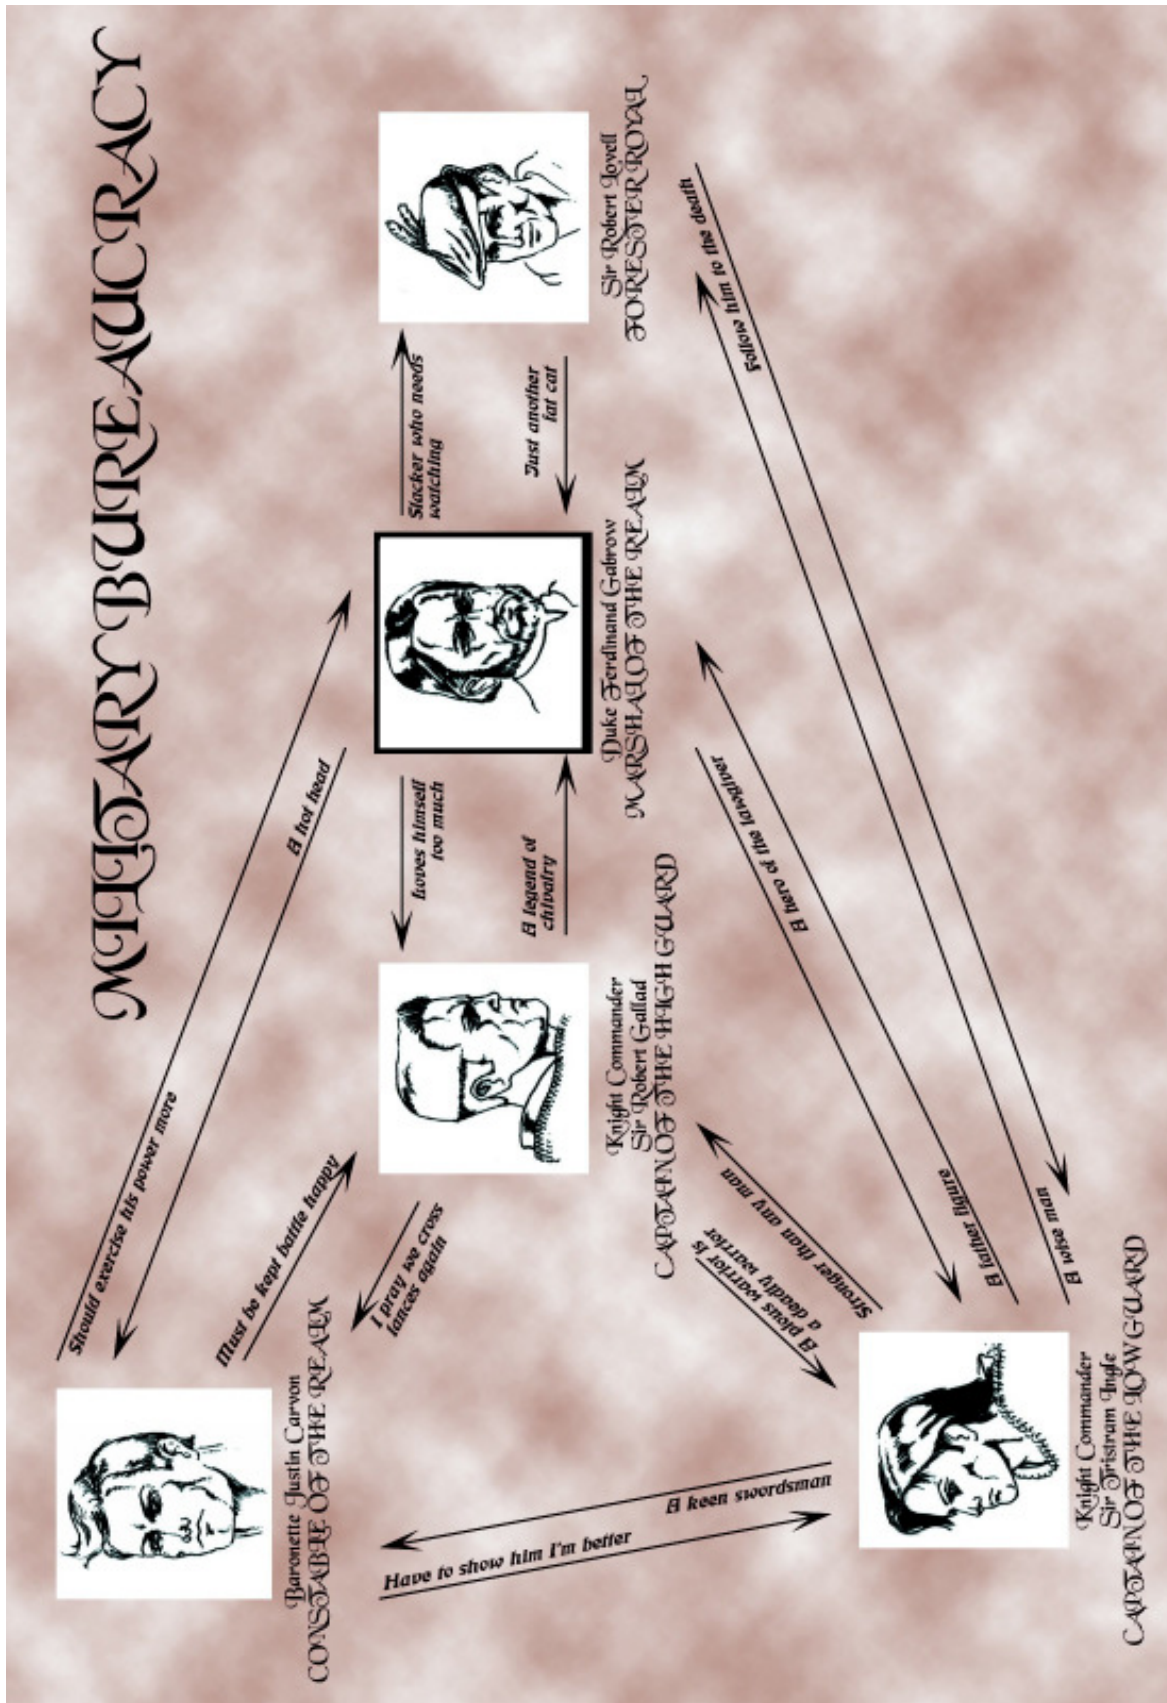 MILITARY BUREAUCRACY
Baronette Justin Carvon
CONSTABLE OF THE REALM
Should exercise his power more
A hot head
Must be kept battle happy
I pray we cross
lances again
Knight Commander
Sir Robert Gallad
CAPTAIN OF THE HIGH GUARD
Loves himself
too much
A legend of
chivalry
Duke Ferdinand Gabrow
MARSHAL OF THE REALM
Slacker who needs
watching
Just another
fat cat
Sir Robert Lovell
FORESTER ROYAL
Have to show him I'm better
A keen swordsman
A pious warrior is
a deadly warrior
Stronger than any man
A hero of the lawgiver
A father figure
Follow him to the death
A wise man
Knight Commander
Sir Tristram Ingle
CAPTAIN OF THE LOW GUARD